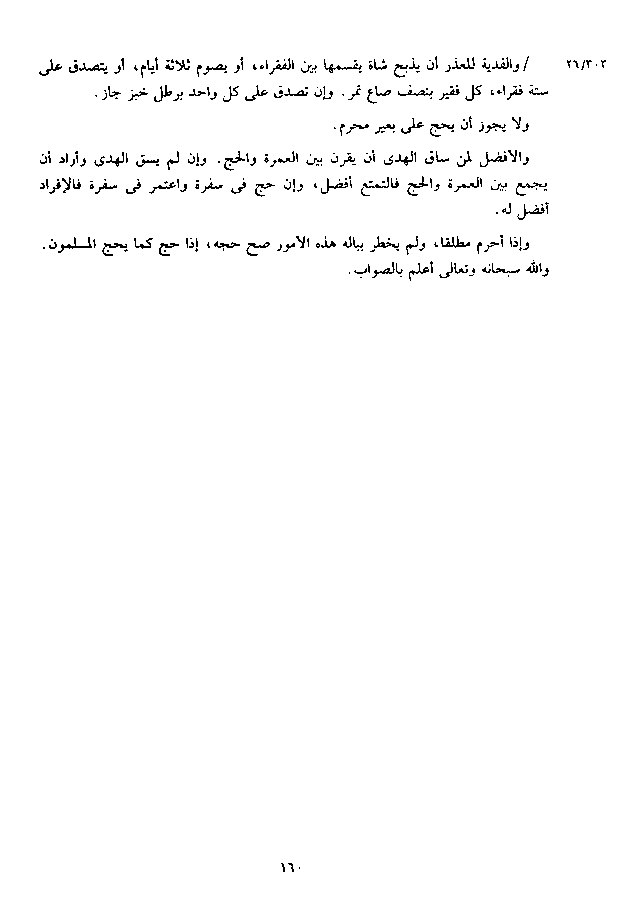 ٢٦/٣٠٢ / والفدية للعذر أن يذبح شاة يقسمها بين الفقراء، أو يصوم ثلاثة أيام، أو يتصدق على
ستة فقراء، كل فقير بنصف صاع تمر. وإن تصدق على كل واحد برطل خبز جاز.
ولا يجوز أن يحج على بعير محرم.
والأفضل لمن ساق الهدى أن يقرن بين العمرة والحج. وإن لم يسق الهدى وأراد أن
يجمع بين العمرة والحج فالتمتع أفضل، وإن حج فى سفرة واعتمر فى سفرة فالإفراد
أفضل له.
وإذا أحرم مطلقا، ولم يخطر بباله هذه الأمور صح حجه، إذا حج كما يحج المسلمون.
والله سبحانه وتعالى أعلم بالصواب.
١٦٠